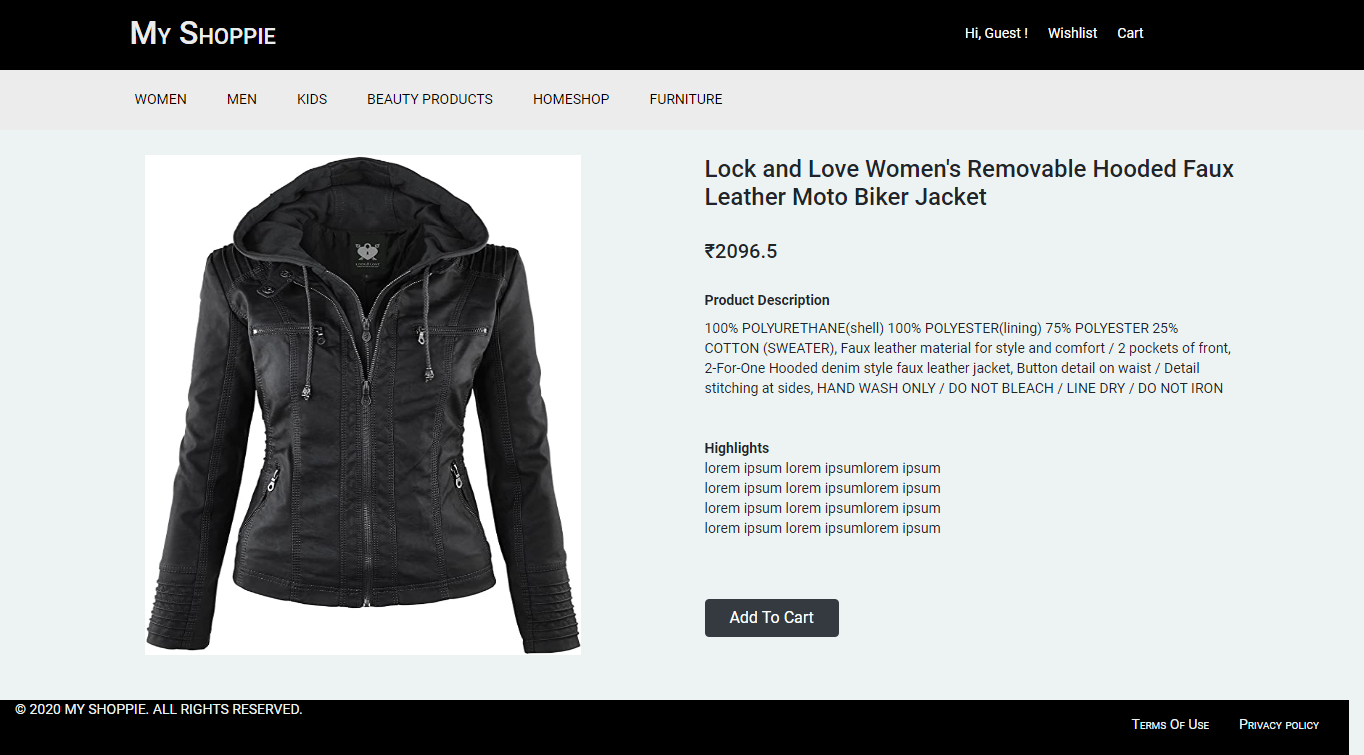 My Shoppie
Hi, Guest ! Wishlist Cart
WOMEN MEN KIDS BEAUTY PRODUCTS HOMESHOP FURNITURE
Lock and Love Women's Removable Hooded Faux
Leather Moto Biker Jacket
₹2096.5
Product Description
100% POLYURETHANE(shell) 100% POLYESTER(lining) 75% POLYESTER 25%
COTTON (SWEATER), Faux leather material for style and comfort / 2 pockets of front,
2-For-One Hooded denim style faux leather jacket, Button detail on waist / Detail
stitching at sides, HAND WASH ONLY / DO NOT BLEACH / LINE DRY / DO NOT IRON
Highlights
lorem ipsum lorem ipsumlorem ipsum
lorem ipsum lorem ipsumlorem ipsum
lorem ipsum lorem ipsumlorem ipsum
lorem ipsum lorem ipsumlorem ipsum
Add To Cart
© 2020 MY SHOPPIE. ALL RIGHTS RESERVED.
Terms Of Use Privacy policy